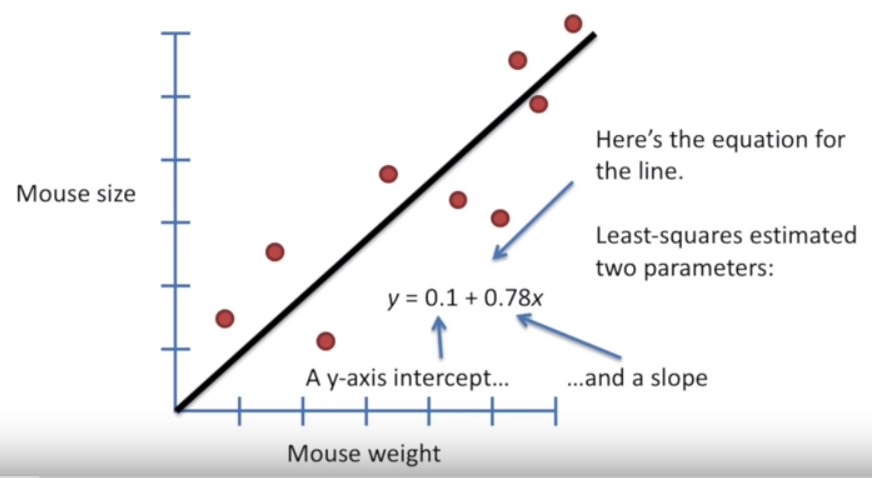 Here’s the equation for
the line.
Mouse size
Least-squares estimated
two parameters:
y = 0.1 + 0.78x
A y-axis intercept...
...and a slope
Mouse weight